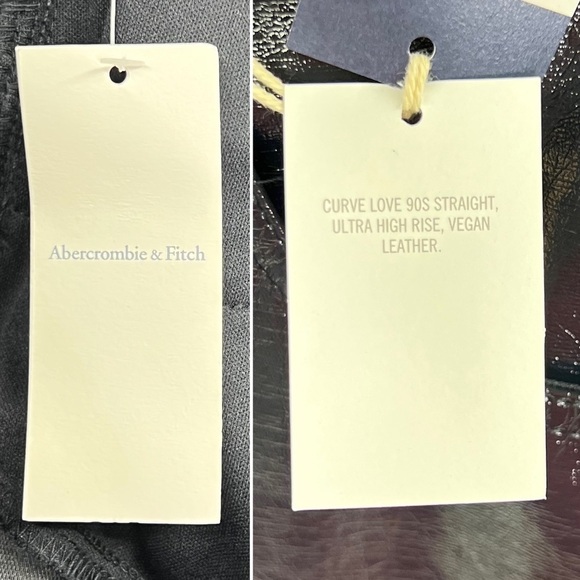 Abercrombie & Fitch
CURVE LOVE 90S STRAIGHT,
ULTRA HIGH RISE, VEGAN
LEATHER.